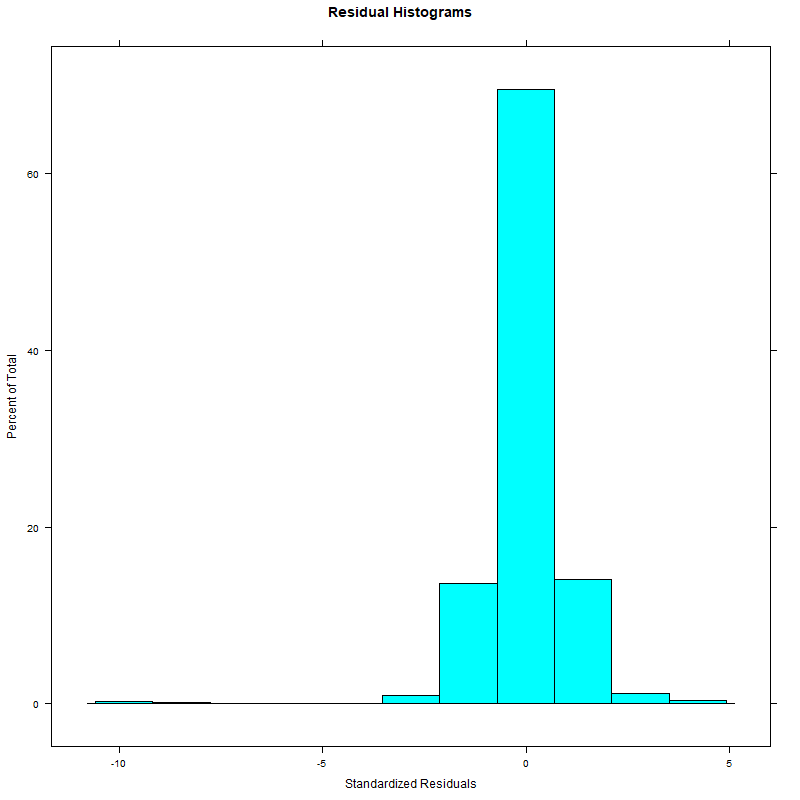 Residual Histograms
60
40
20
0
Percent of Total
-10 -5 0 5
Standardized Residuals